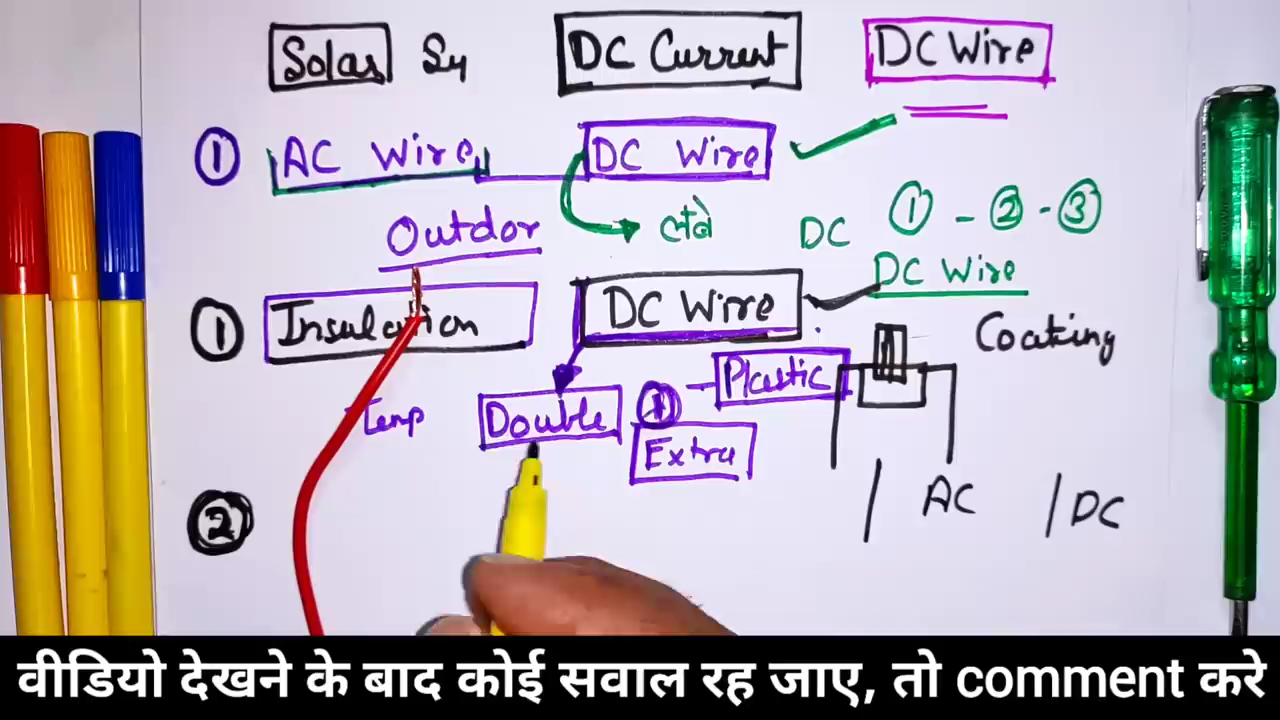 Solar Sy DC Current DC Wire
① AC Wire DC Wire
Outdor DC ① - ② - ③
DC Wire
① Insulation DC Wire Coating
Plastic
Temp Double ①
Extra
② AC DC
वीडियो देखने के बाद कोई सवाल रह जाए, तो comment करे